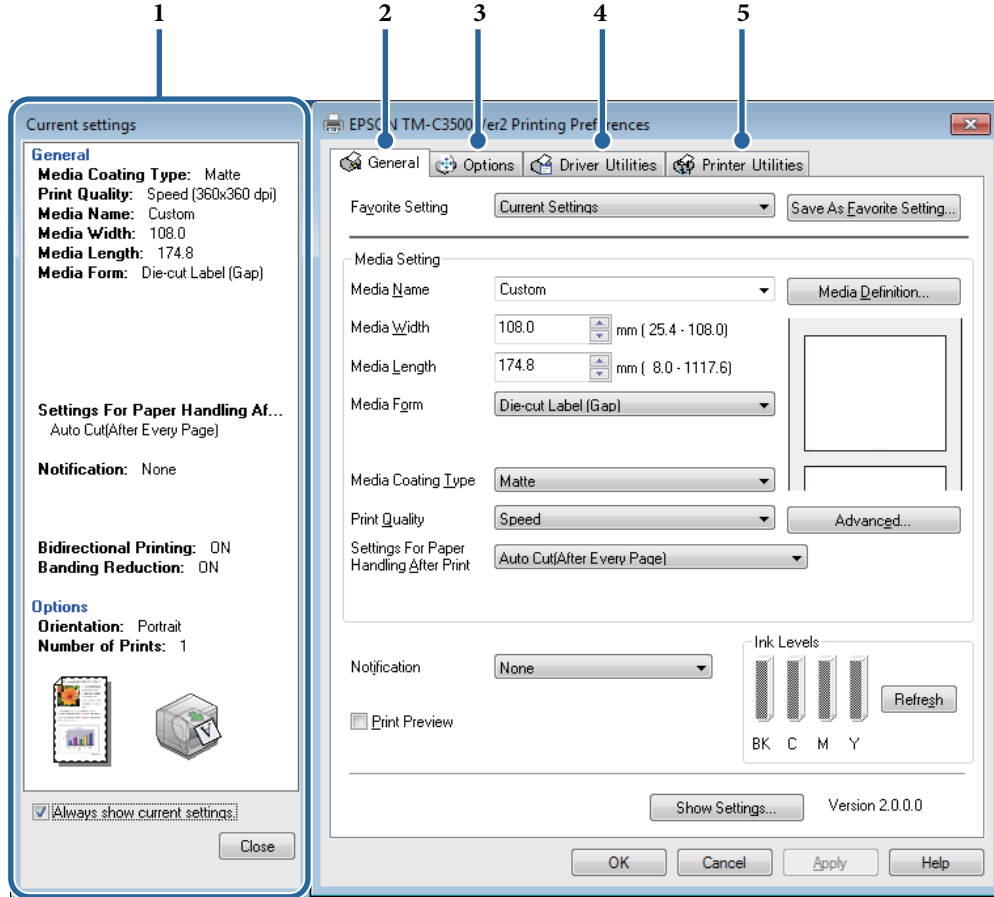 1 2 3 4 5
Current settings
General
Media Coating Type: Matte
Print Quality: Speed (360x360 dpi)
Media Name: Custom
Media Width: 108.0
Media Length: 174.8
Media Form: Die-cut Label (Gap)
Settings For Paper Handling Af...
Auto Cut(After Every Page)
Notification: None
Bidirectional Printing: ON
Banding Reduction: ON
Options
Orientation: Portrait
Number of Prints: 1
Always show current settings.
Close
EPSON TM-C3500 Ver2 Printing Preferences
General Options Driver Utilities Printer Utilities
Favorite Setting Current Settings Save As Favorite Setting...
Media Setting
Media Name Custom Media Definition...
Media Width 108.0 mm ( 25.4 - 108.0)
Media Length 174.8 mm ( 8.0 - 1117.6)
Media Form Die-cut Label (Gap)
Media Coating Type Matte
Print Quality Speed Advanced...
Settings For Paper
Handling After Print Auto Cut(After Every Page)
Ink Levels
Notification None
Refresh
Print Preview
BK C M Y
Show Settings... Version 2.0.0.0
OK Cancel Apply Help